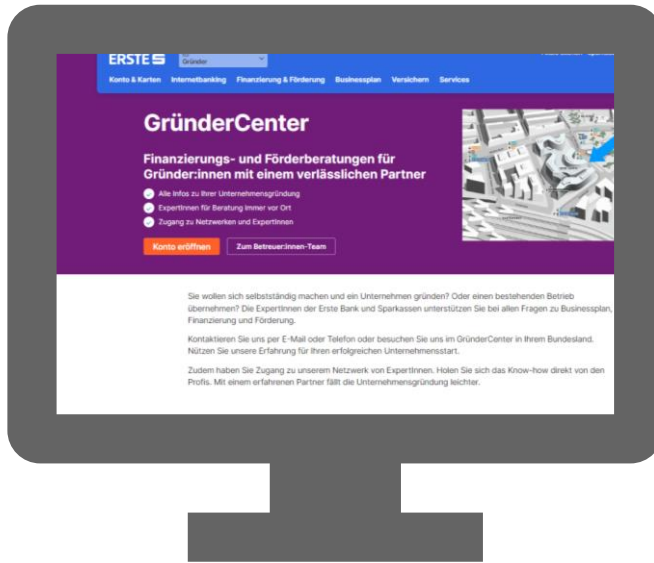 ERSTE
Gründer
Konto & Karten Internetbanking Finanzierung & Förderung Businessplan Versichern Services
GründerCenter
Finanzierungs- und Förderberatungen für
Gründer:innen mit einem verlässlichen Partner
Alle Infos zu Ihrer Unternehmensgründung
ExpertInnen für Beratung immer vor Ort
Zugang zu Netzwerken und ExpertInnen
Konto eröffnen Zum Betreuer:innen-Team
Sie wollen sich selbstständig machen und ein Unternehmen gründen? Oder einen bestehenden Betrieb
übernehmen? Die ExpertInnen der Erste Bank und Sparkassen unterstützen Sie bei allen Fragen zu Businessplan,
Finanzierung und Förderung.
Kontaktieren Sie uns per E-Mail oder Telefon oder besuchen Sie uns im GründerCenter in Ihrem Bundesland.
Nützen Sie unsere Erfahrung für Ihren erfolgreichen Unternehmensstart.
Zudem haben Sie Zugang zu unserem Netzwerk von ExpertInnen. Holen Sie sich das Know-how direkt von den
Profis. Mit einem erfahrenen Partner fällt die Unternehmensgründung leichter.